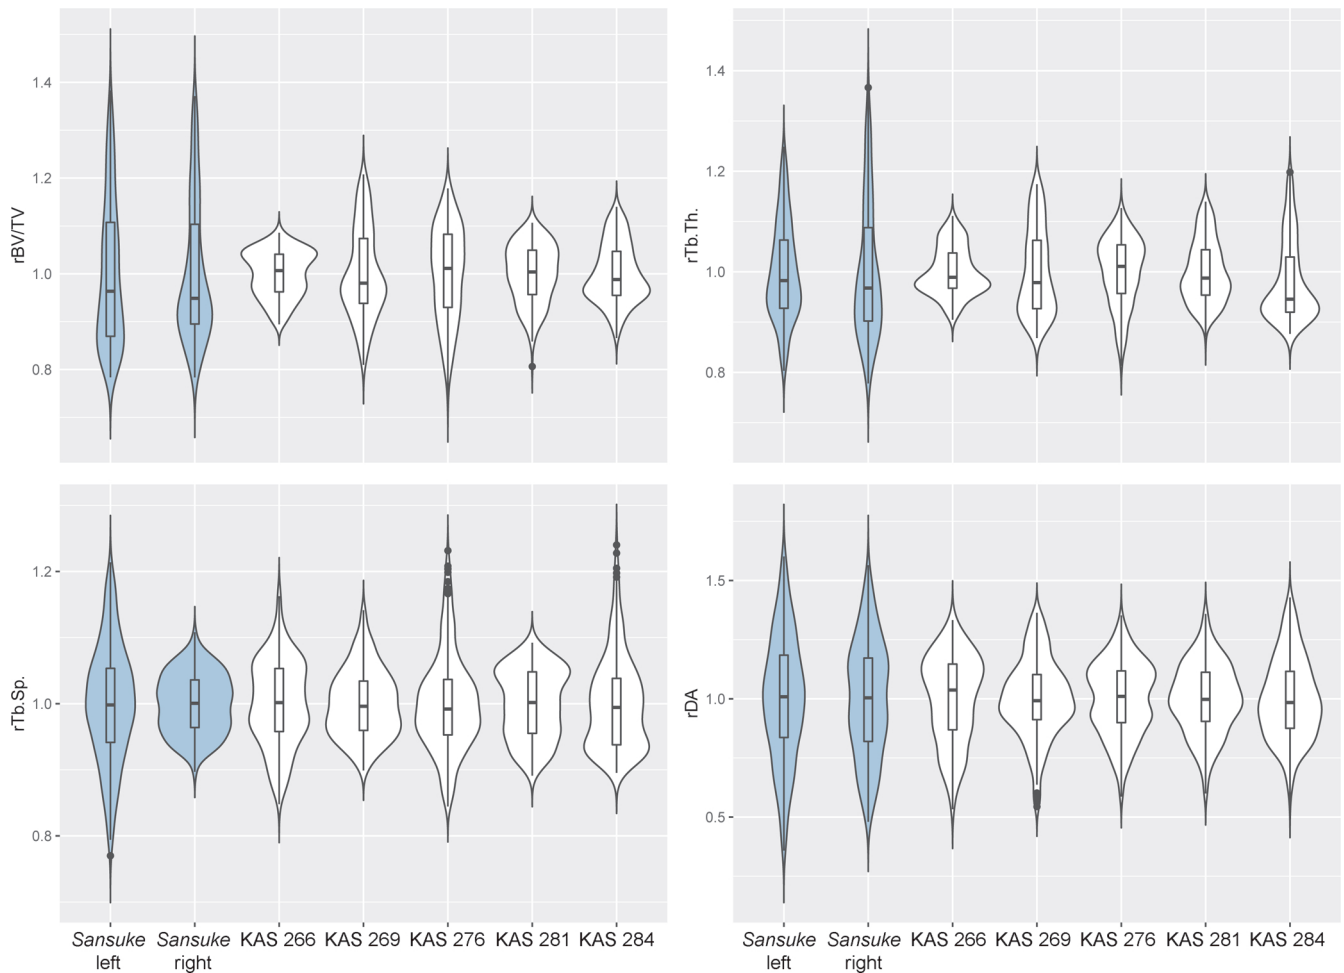 rBV/TV
1.4
1.2
1.0
0.8
rTb.Th.
1.4
1.2
1.0
0.8
rTb.Sp.
1.2
1.0
0.8
Sansuke left
Sansuke right
KAS 266
KAS 269
KAS 276
KAS 281
KAS 284
rDA
1.5
1.0
0.5
Sansuke left
Sansuke right
KAS 266
KAS 269
KAS 276
KAS 281
KAS 284